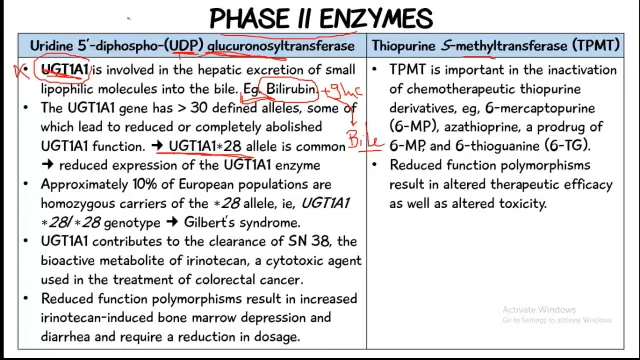 PHASE II ENZYMES
Uridine 5'-diphospho-(UDP) glucuronosyltransferase
• UGT1A1 is involved in the hepatic excretion of small
lipophilic molecules into the bile. Eg. Bilirubin +gluc
Bile
• The UGT1A1 gene has > 30 defined alleles, some of
which lead to reduced or completely abolished
UGT1A1 function. → UGT1A1*28 allele is common →
reduced expression of the UGT1A1 enzyme
• Approximately 10% of European populations are
homozygous carriers of the *28 allele, ie, UGT1A1
*28/*28 genotype → Gilbert's syndrome.
• UGT1A1 contributes to the clearance of SN 38, the
bioactive metabolite of irinotecan, a cytotoxic agent
used in the treatment of colorectal cancer.
• Reduced function polymorphisms result in increased
irinotecan-induced bone marrow depression and
diarrhea and require a reduction in dosage.
Thiopurine S-methyltransferase (TPMT)
• TPMT is important in the inactivation
of chemotherapeutic thiopurine
derivatives, eg, 6-mercaptopurine
(6-MP), azathioprine, a prodrug of
6-MP, and 6-thioguanine (6-TG).
• Reduced function polymorphisms
result in altered therapeutic efficacy
as well as altered toxicity.
Activate Windows
Go to Settings to activate Windows.